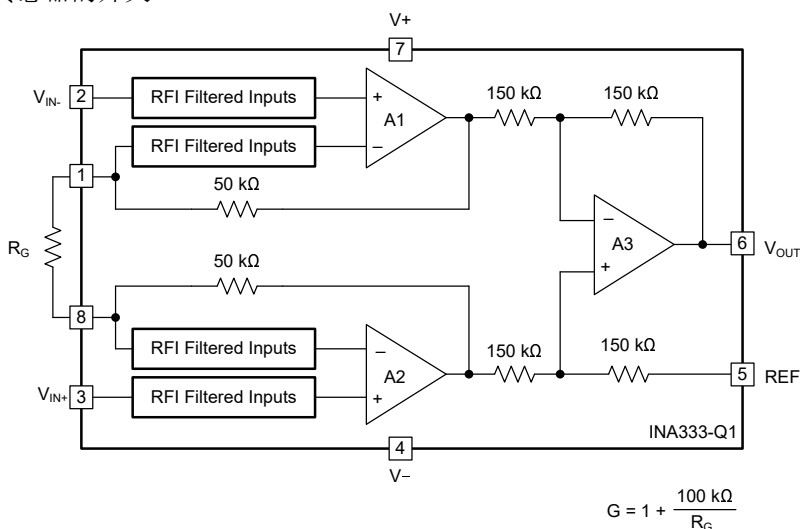 V+
7
VIN-
2
RFI Filtered Inputs
+
A1
−
150 kΩ
150 kΩ
RFI Filtered Inputs
1
50 kΩ
RG
−
A3
+
6
VOUT
50 kΩ
8
RFI Filtered Inputs
−
A2
+
150 kΩ
150 kΩ
5
REF
VIN+
3
RFI Filtered Inputs
INA333-Q1
4
V−
G = 1 + 100 kΩ / RG